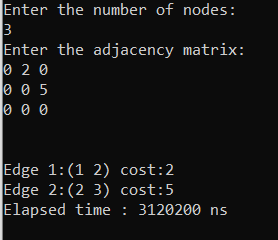 Enter the number of nodes:
3
Enter the adjacency matrix:
0 2 0
0 0 5
0 0 0
Edge 1:(1 2) cost:2
Edge 2:(2 3) cost:5
Elapsed time : 3120200 ns